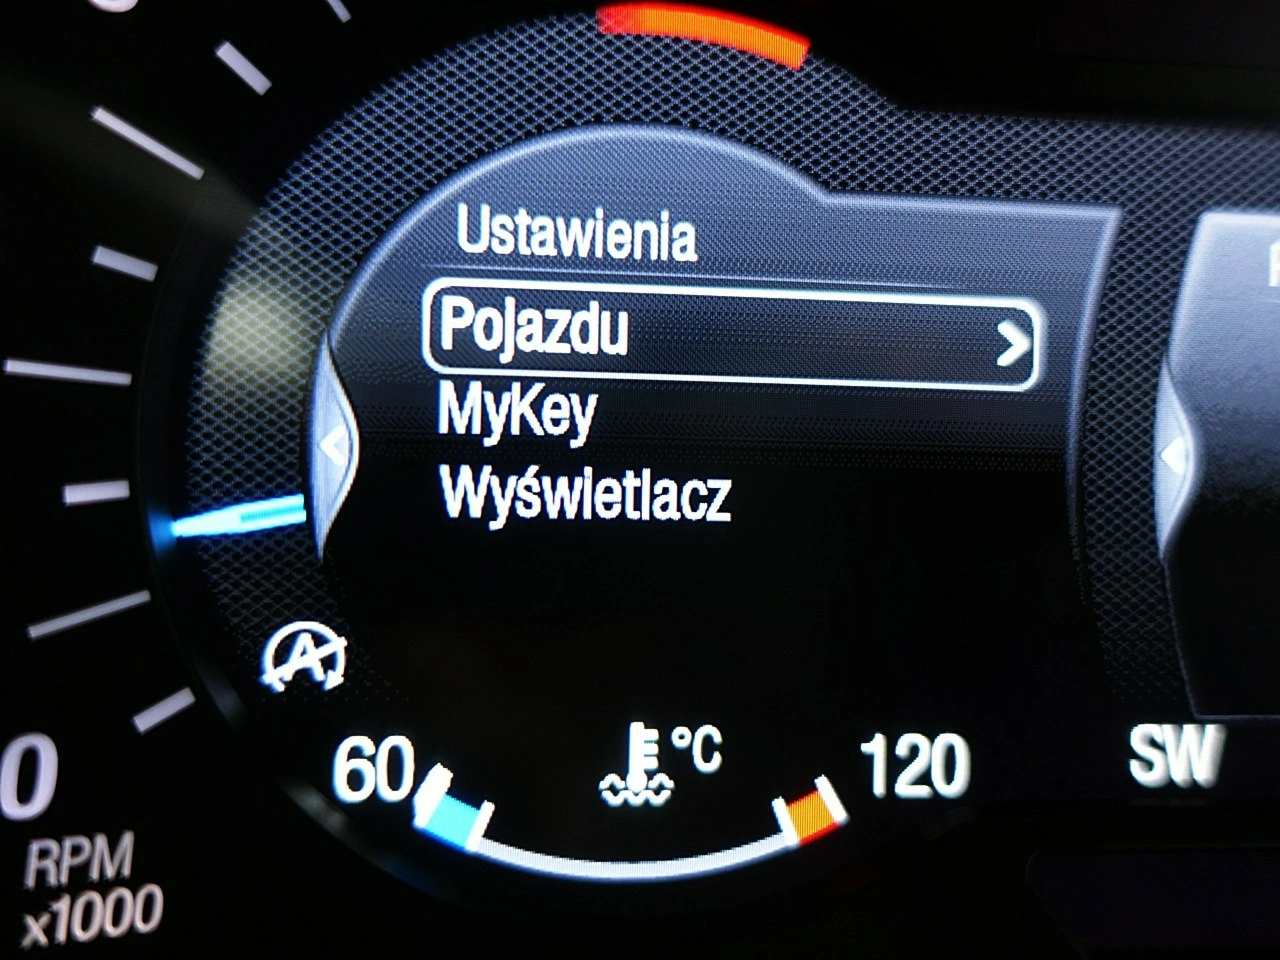 Ustawienia
Pojazdu
MyKey
Wyświetlacz
A
60
°C
120
SW
0
RPM
x1000